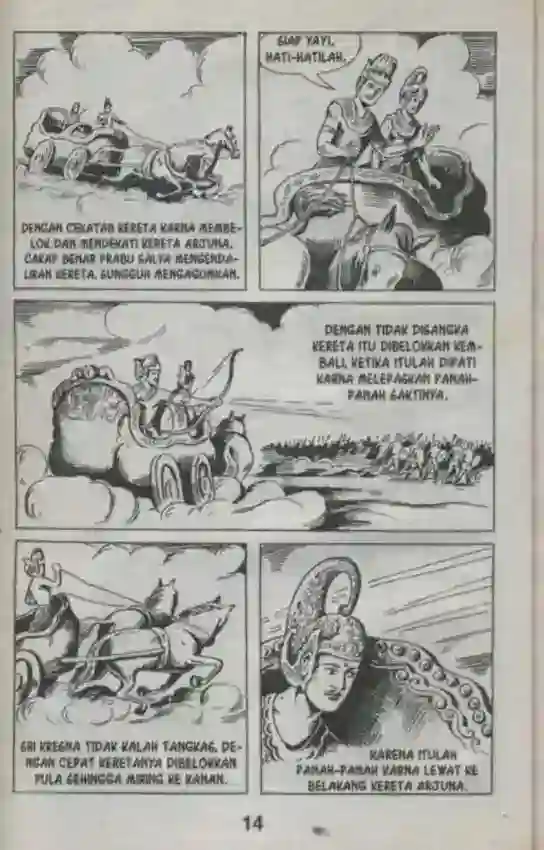 SIAP YAYI,
HATI-HATILAH.
DENGAN CEKATAN KERETA KARNA MEMBE-
LOK DAN MENDEKATI KERETA ARJUNA.
CAKAP BENAR PRABU SALYA MENGENDA-
LIKAN KERETA. SUNGGUH MENGAGUMKAN.
DENGAN TIDAK DISANGKA
KERETA ITU DIBELOKKAN KEM-
BALI, KETIKA ITULAH DIPATI
KARNA MELEPASKAN PANAH-
PANAH SAKTINYA.
SRI KRESNA TIDAK KALAH TANGKAS. DE-
NGAN CEPAT KERETANYA DIBELOKKAN
PULA SEHINGGA MIRING KE KANAN.
KARENA ITULAH
PANAH-PANAH KARNA LEWAT KE
BELAKANG KERETA ARJUNA.
14